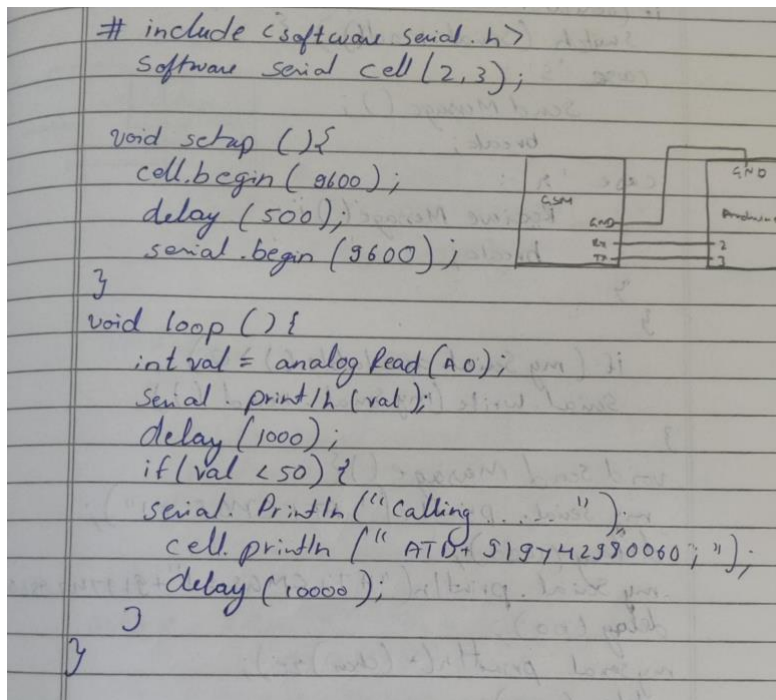 # include <software serial.h>
software serial cell(2,3);
void setup (){
cell.begin( 9600);
delay (500);
serial.begin (9600);
}
void loop (){
int val = analog Read(A0);
serial . println (val);
delay (1000);
if(val <50) {
serial. Println ("Calling ......");
cell. println (" ATD+ 919742980060; ");
delay (10000);
}
}
GSM
GND
RX
TX
GND
Arduino
2
3